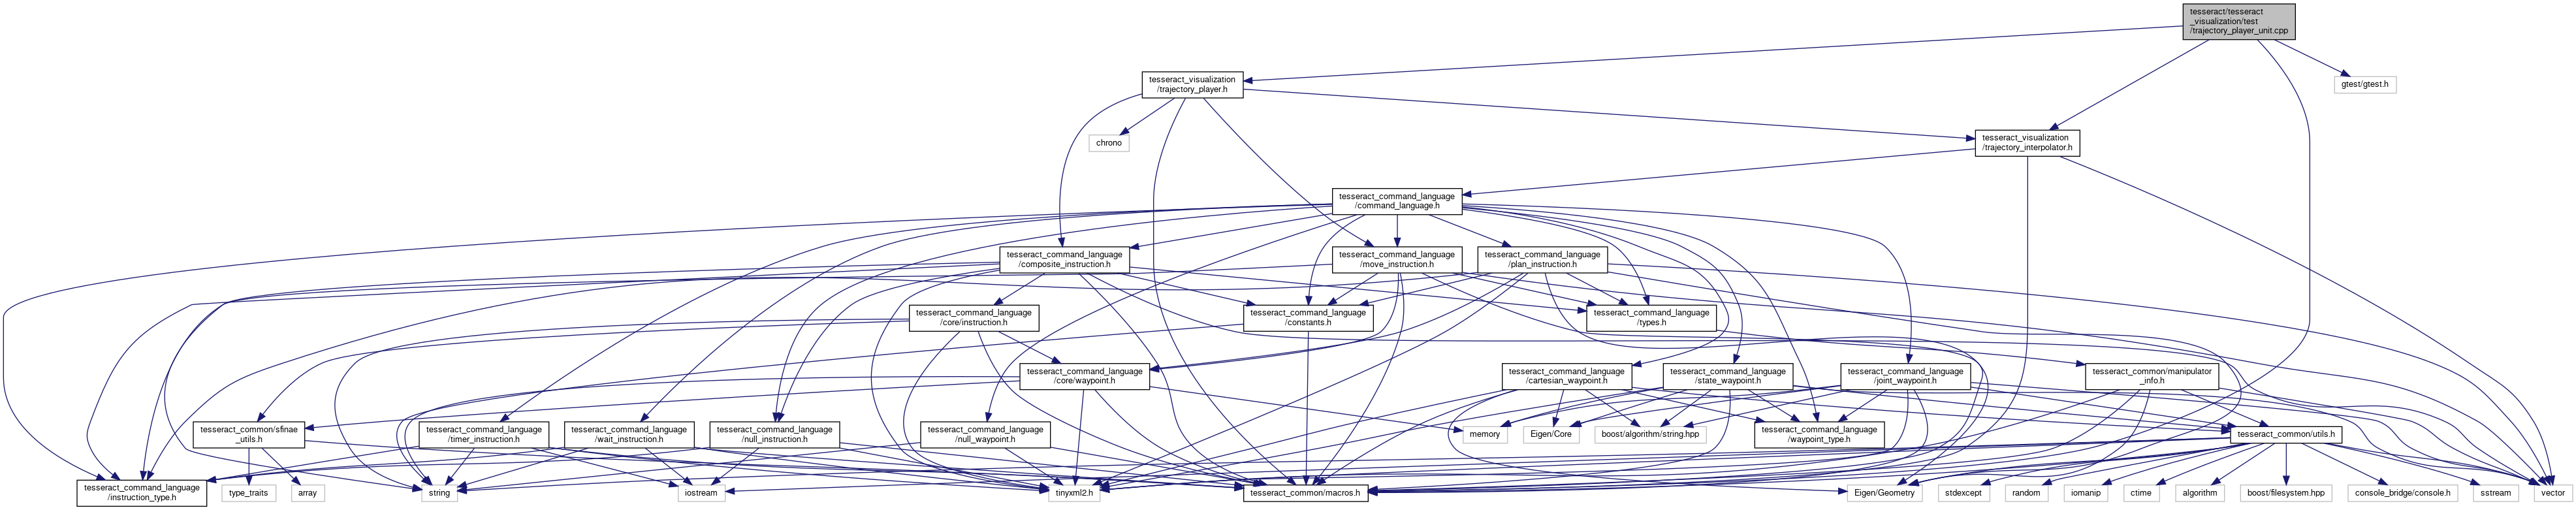 tesseract/tesseract
_visualization/test
/trajectory_player_unit.cpp
tesseract_visualization
/trajectory_player.h
gtest/gtest.h
chrono
tesseract_visualization
/trajectory_interpolator.h
tesseract_command_language
/command_language.h
tesseract_command_language
/composite_instruction.h
tesseract_command_language
/move_instruction.h
tesseract_command_language
/plan_instruction.h
tesseract_command_language
/core/instruction.h
tesseract_command_language
/constants.h
tesseract_command_language
/types.h
tesseract_command_language
/core/waypoint.h
tesseract_command_language
/cartesian_waypoint.h
tesseract_command_language
/state_waypoint.h
tesseract_command_language
/joint_waypoint.h
tesseract_common/manipulator
_info.h
tesseract_common/sfinae
_utils.h
tesseract_command_language
/timer_instruction.h
tesseract_command_language
/wait_instruction.h
tesseract_command_language
/null_instruction.h
tesseract_command_language
/null_waypoint.h
memory
Eigen/Core
boost/algorithm/string.hpp
tesseract_command_language
/waypoint_type.h
tesseract_common/utils.h
tesseract_command_language
/instruction_type.h
type_traits
array
string
iostream
tinyxml2.h
tesseract_common/macros.h
Eigen/Geometry
stdexcept
random
iomanip
ctime
algorithm
boost/filesystem.hpp
console_bridge/console.h
sstream
vector